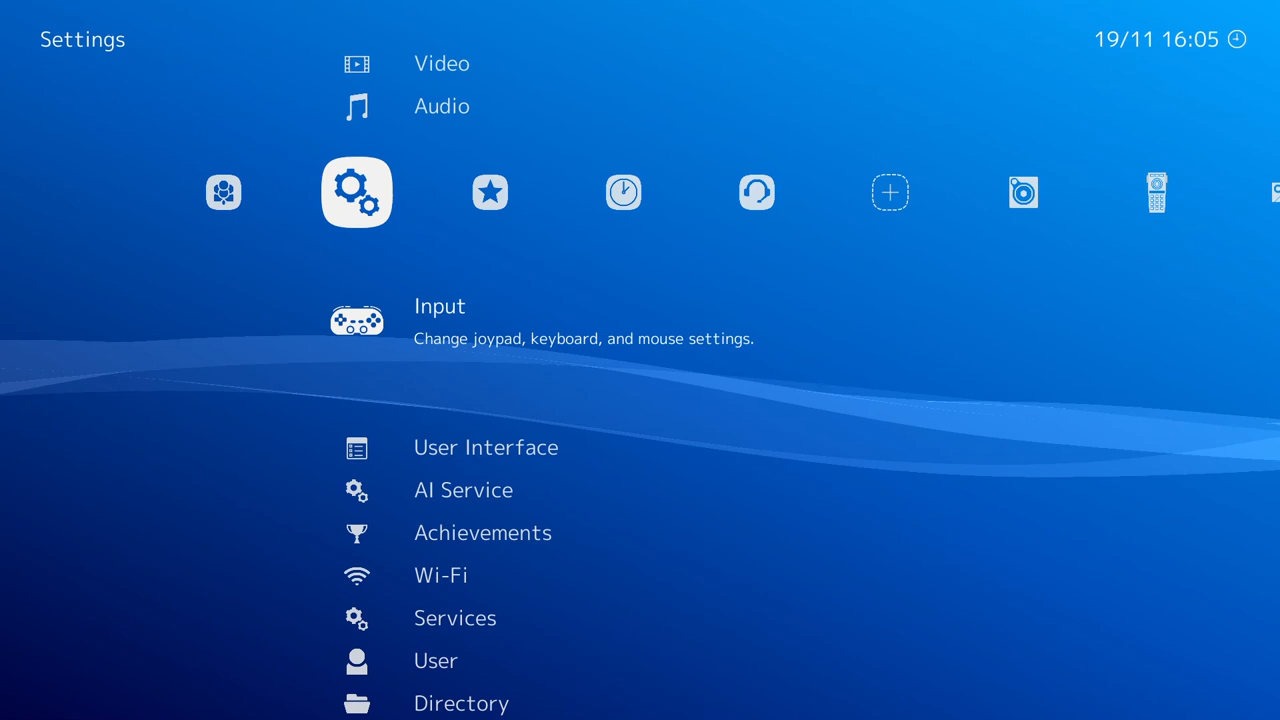 Settings
19/11 16:05
Video
Audio
Input
Change joypad, keyboard, and mouse settings.
User Interface
AI Service
Achievements
Wi-Fi
Services
User
Directory